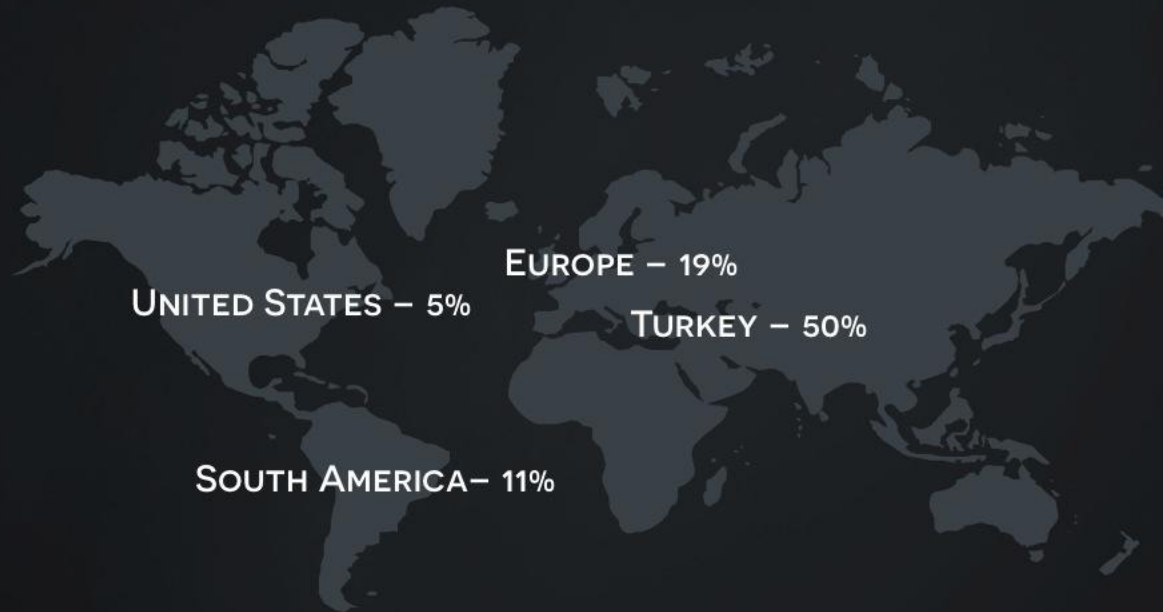 Europe – 19%
United States – 5%
Turkey – 50%
South America– 11%